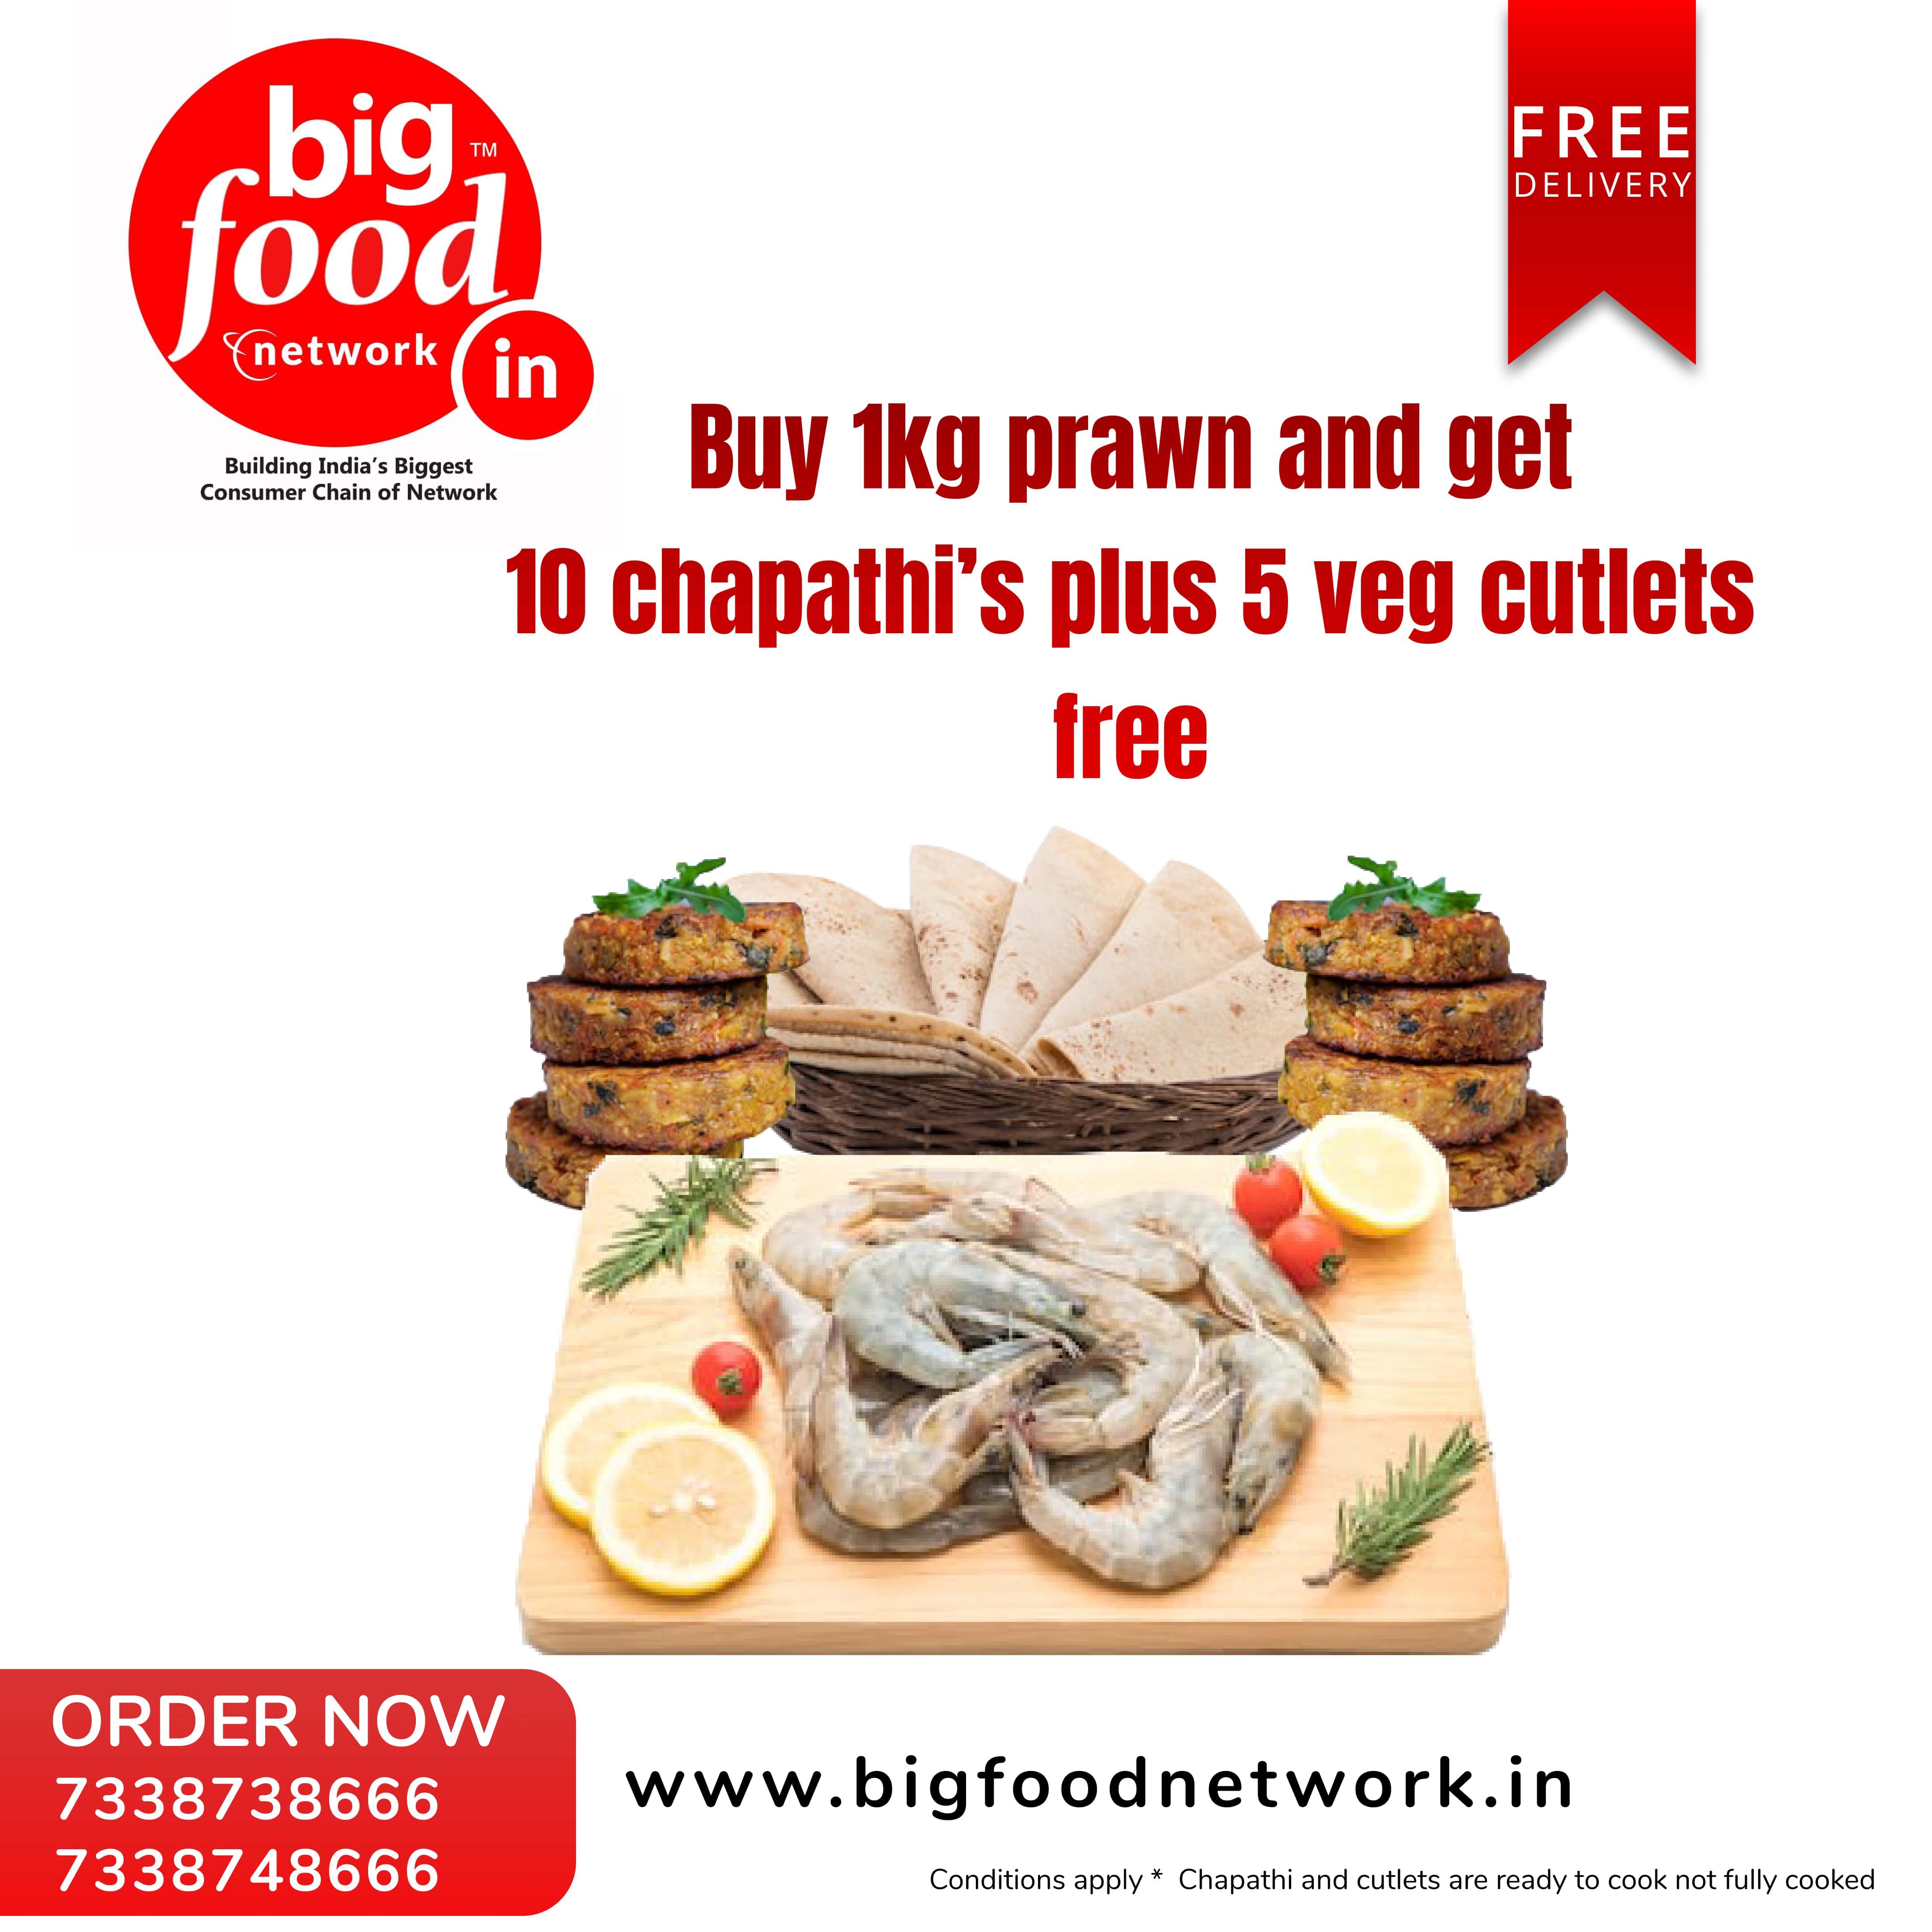 big ™
food
network
in
Building India's Biggest
Consumer Chain of Network
FREE
DELIVERY
Buy 1kg prawn and get
10 chapathi’s plus 5 veg cutlets
free
ORDER NOW
7338738666
7338748666
www.bigfoodnetwork.in
Conditions apply * Chapathi and cutlets are ready to cook not fully cooked